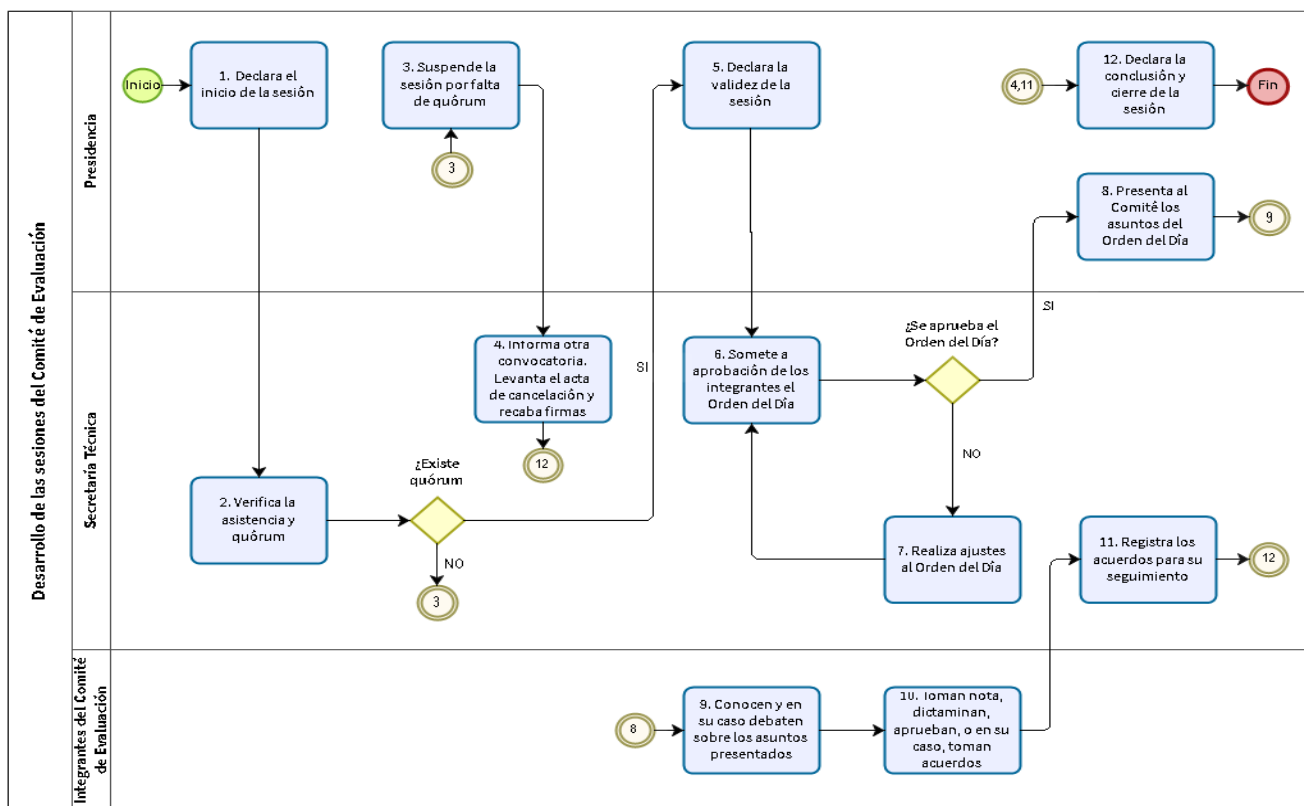 Desarrollo de las sesiones del Comité de Evaluación
Presidencia
Inicio
1. Declara el
inicio de la sesión
3. Suspende la
sesión por falta
de quórum
3
5. Declara la
validez de la
sesión
4,11
12. Declara la
conclusión y
cierre de la
sesión
Fin
8. Presenta al
Comité los
asuntos del
Orden del Día
9
Secretaría Técnica
2. Verifica la
asistencia y
quórum
¿Existe
quórum
NO
3
SI
4. Informa otra
convocatoria.
Levanta el acta
de cancelación y
recaba firmas
12
6. Somete a
aprobación de los
integrantes el
Orden del Día
¿Se aprueba el
Orden del Día?
SI
NO
7. Realiza ajustes
al Orden del Día
11. Registra los
acuerdos para su
seguimiento
12
Integrantes del Comité
de Evaluación
8
9. Conocen y en
su caso debaten
sobre los asuntos
presentados
10. Toman nota,
dictaminan,
aprueban, o en su
caso, toman
acuerdos